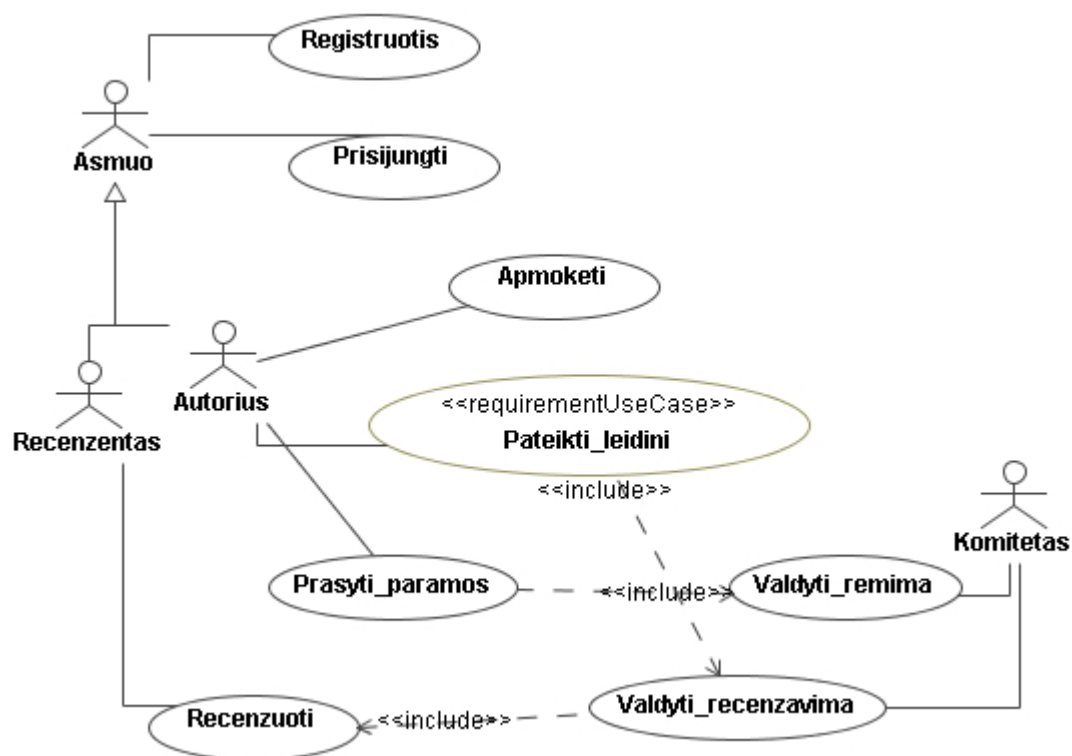 Registruotis
Asmuo
Prisijungti
Apmoketi
Autorius
<<requirementUseCase>>
Pateikti_leidini
Recenzentas
<<include>>
Komitetas
Prasyti_paramos
<<include>>
Valdyti_remima
Recenzuoti
<<include>>
Valdyti_recenzavima